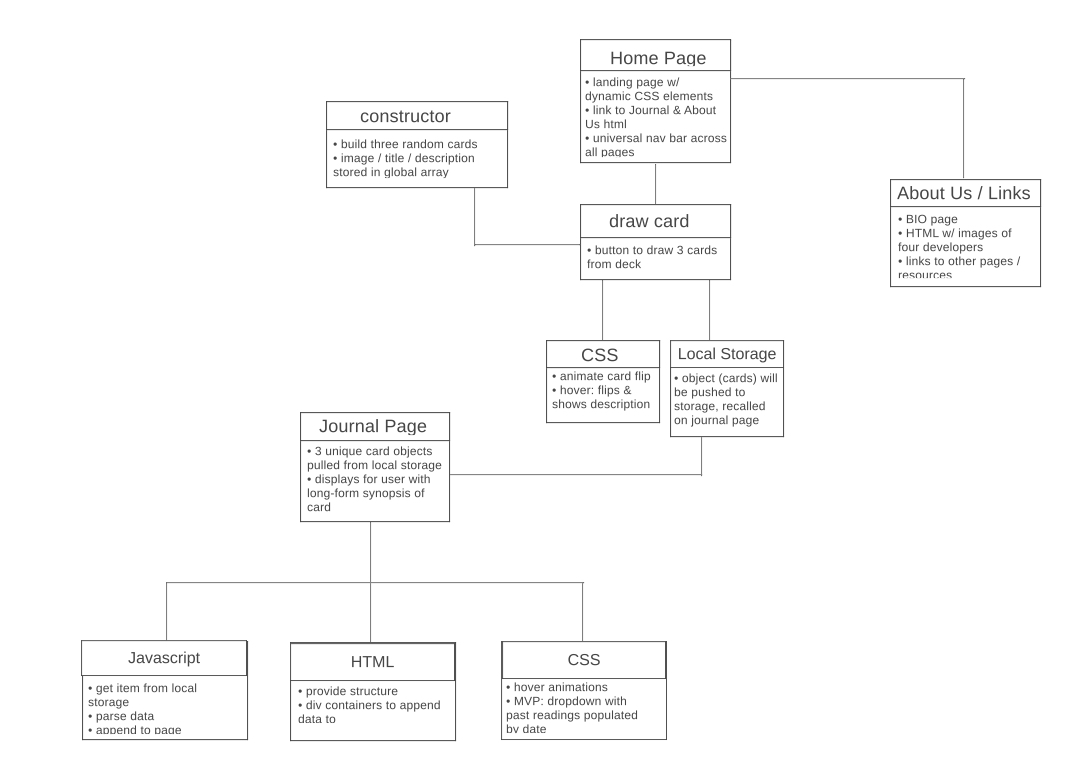 Home Page
• landing page w/
dynamic CSS elements
• link to Journal & About
Us html
• universal nav bar across
all pages
constructor
• build three random cards
• image / title / description
stored in global array
About Us / Links
• BIO page
• HTML w/ images of
four developers
• links to other pages /
resources
draw card
• button to draw 3 cards
from deck
CSS
• animate card flip
• hover: flips &
shows description
Local Storage
• object (cards) will
be pushed to
storage, recalled
on journal page
Journal Page
• 3 unique card objects
pulled from local storage
• displays for user with
long-form synopsis of
card
Javascript
• get item from local
storage
• parse data
• append to page
HTML
• provide structure
• div containers to append
data to
CSS
• hover animations
• MVP: dropdown with
past readings populated
by date